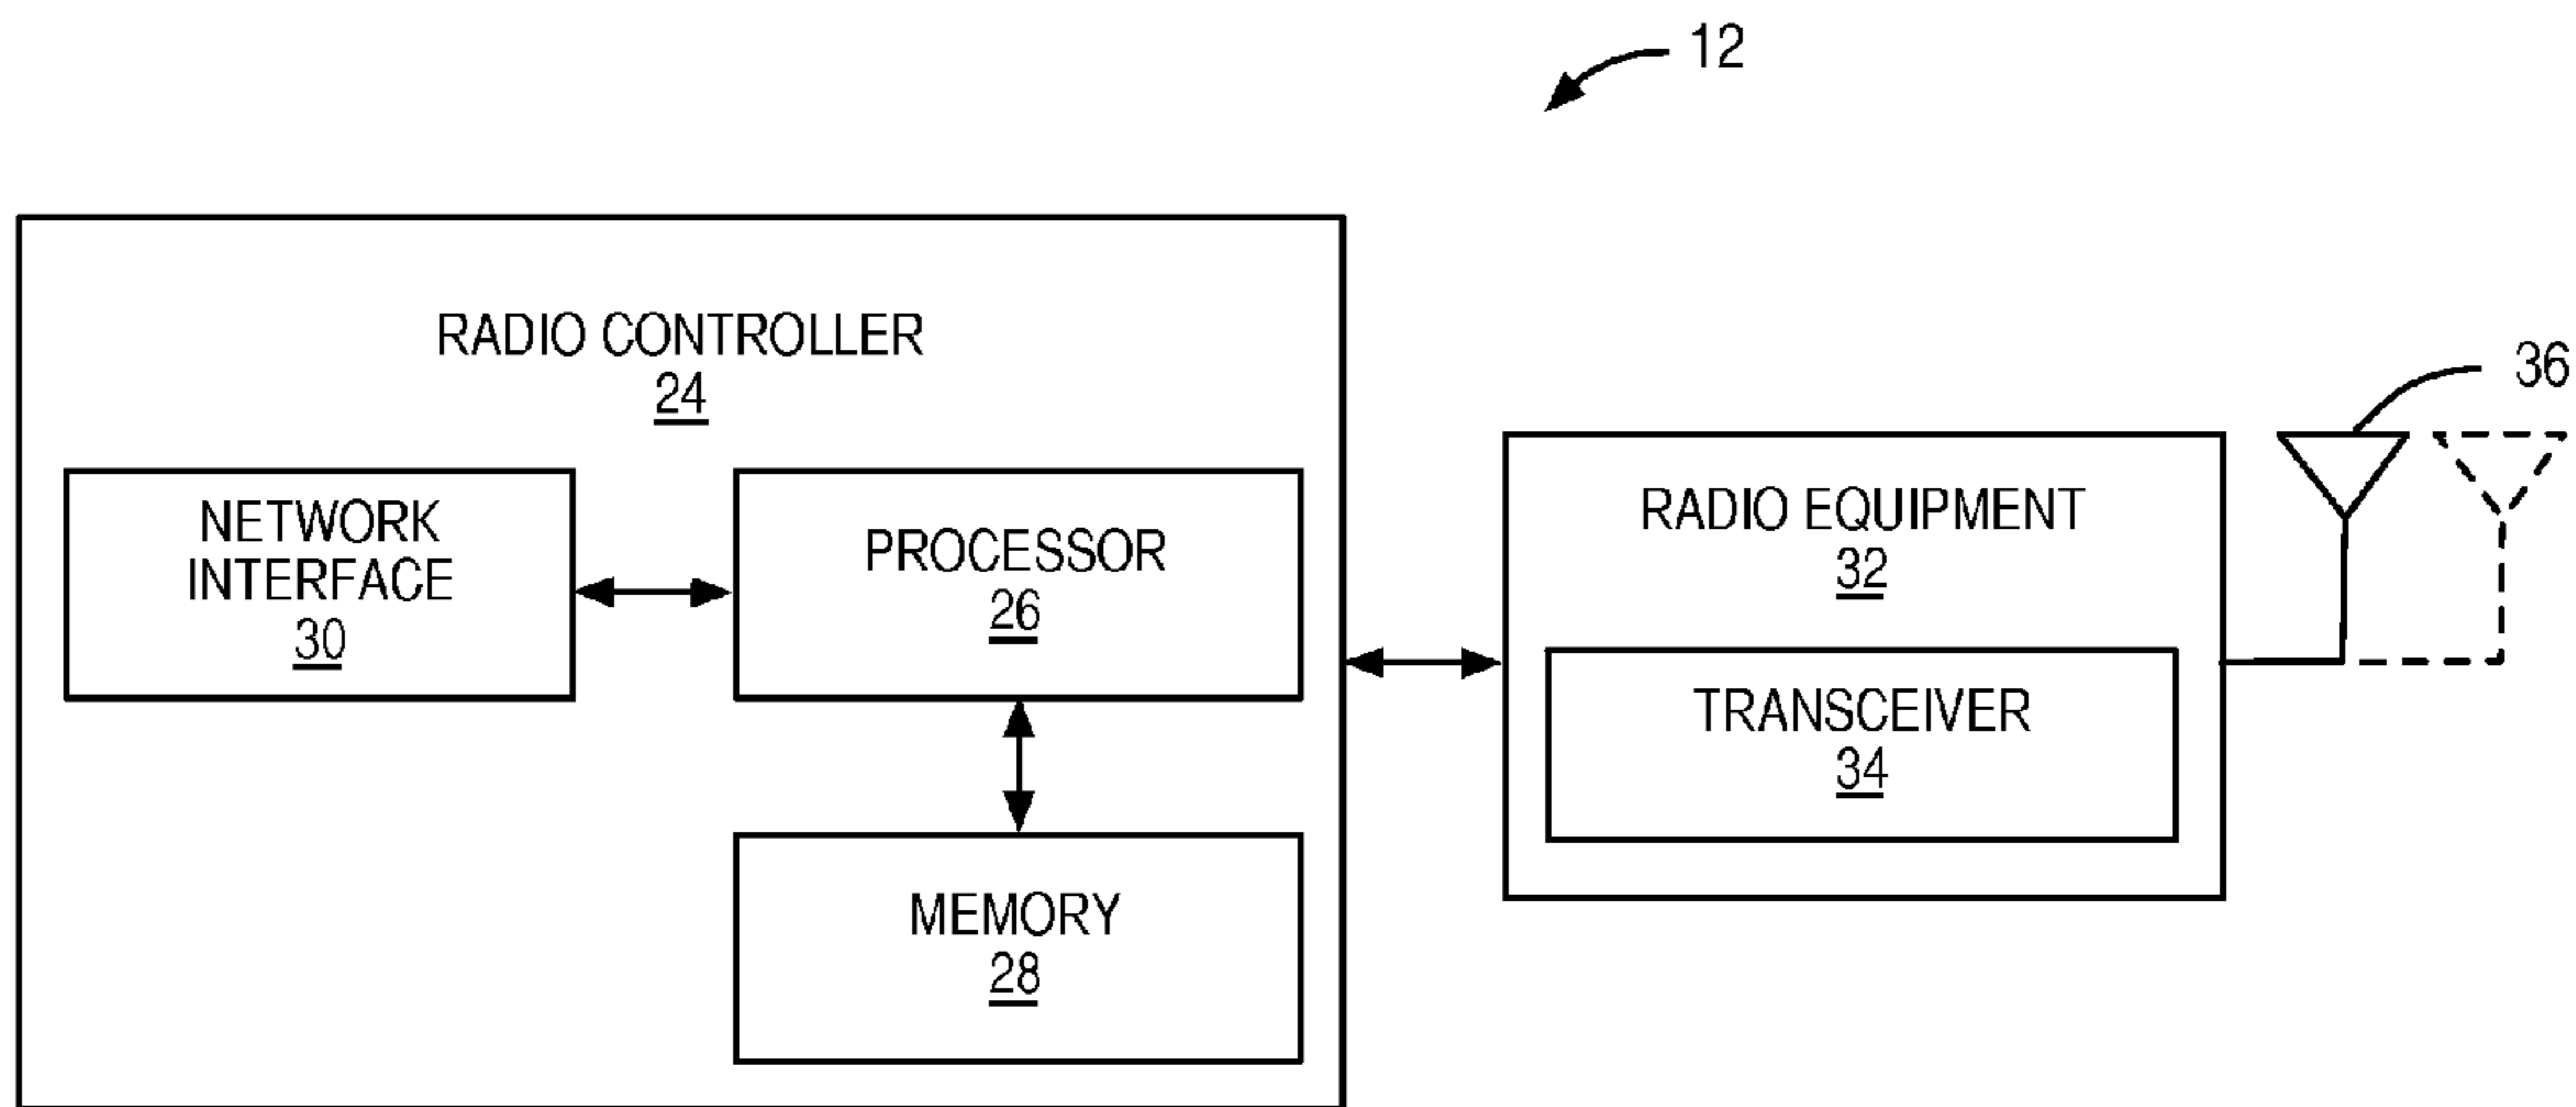 12
RADIO CONTROLLER
24
NETWORK
INTERFACE
30
PROCESSOR
26
MEMORY
28
RADIO EQUIPMENT
32
TRANSCEIVER
34
36